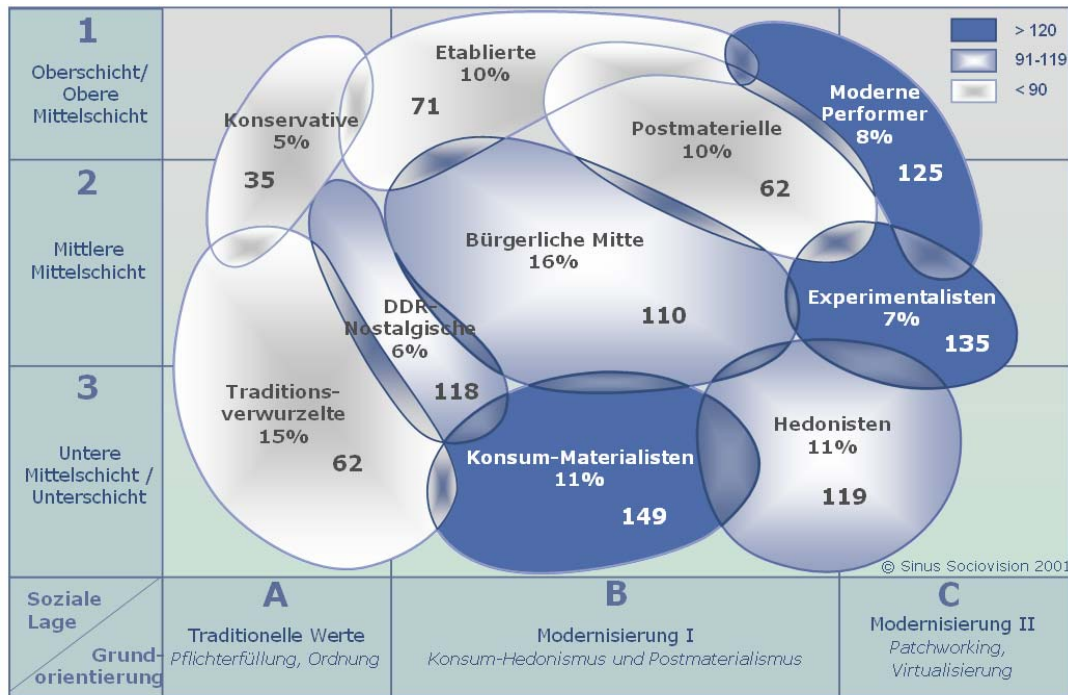 1
Oberschicht/
Obere
Mittelschicht
2
Mittlere
Mittelschicht
3
Untere
Mittelschicht /
Unterschicht
Soziale
Lage
Grund-
orientierung
Etablierte
10%
71
Konservative
5%
35
Postmaterielle
10%
62
Moderne
Performer
8%
125
> 120
91-119
< 90
Bürgerliche Mitte
16%
110
DDR-
Nostalgische
6%
118
Experimentalisten
7%
135
Traditions-
verwurzelte
15%
62
Konsum-Materialisten
11%
149
Hedonisten
11%
119
© Sinus Sociovision 2001
A
Traditionelle Werte
Pflichterfüllung, Ordnung
B
Modernisierung I
Konsum-Hedonismus und Postmaterialismus
C
Modernisierung II
Patchworking,
Virtualisierung